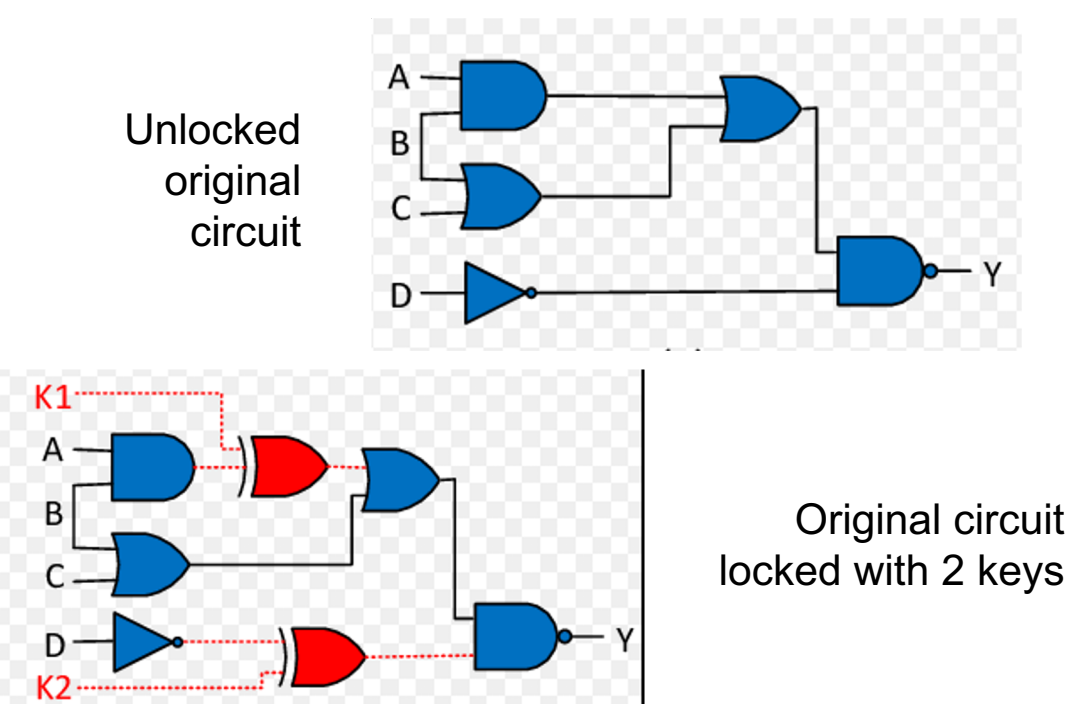 Unlocked
original
circuit
A
B
C
D
Y
K1
A
B
C
D
K2
Y
Original circuit
locked with 2 keys